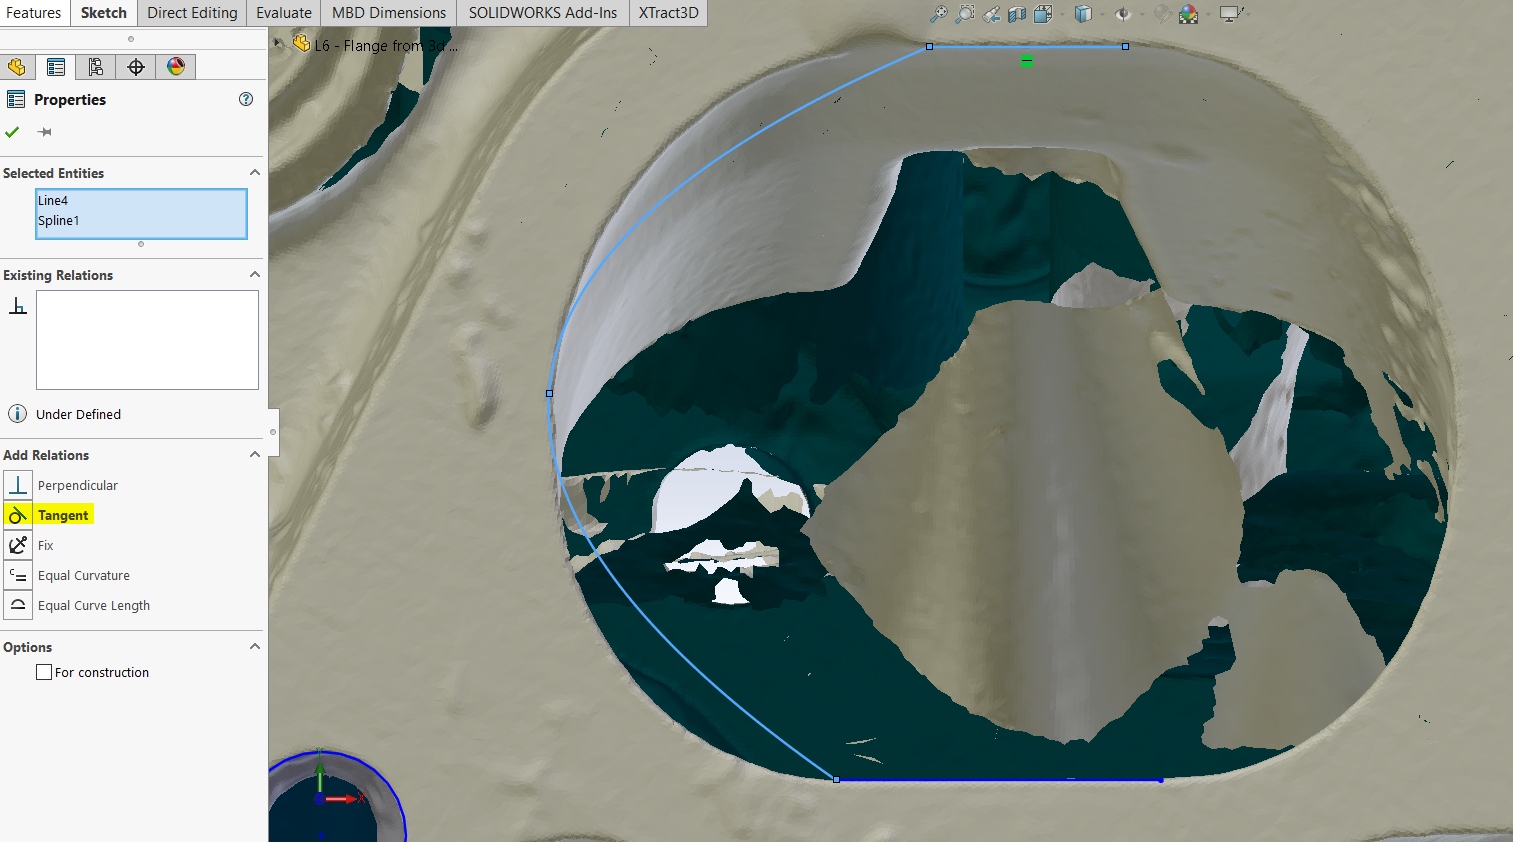 Features Sketch Direct Editing Evaluate MBD Dimensions SOLIDWORKS Add-Ins XTract3D
L6 - Flange from 3d ...
Properties
Selected Entities
Line4
Spline1
Existing Relations
Under Defined
Add Relations
Perpendicular
Tangent
Fix
Equal Curvature
Equal Curve Length
Options
For construction
X